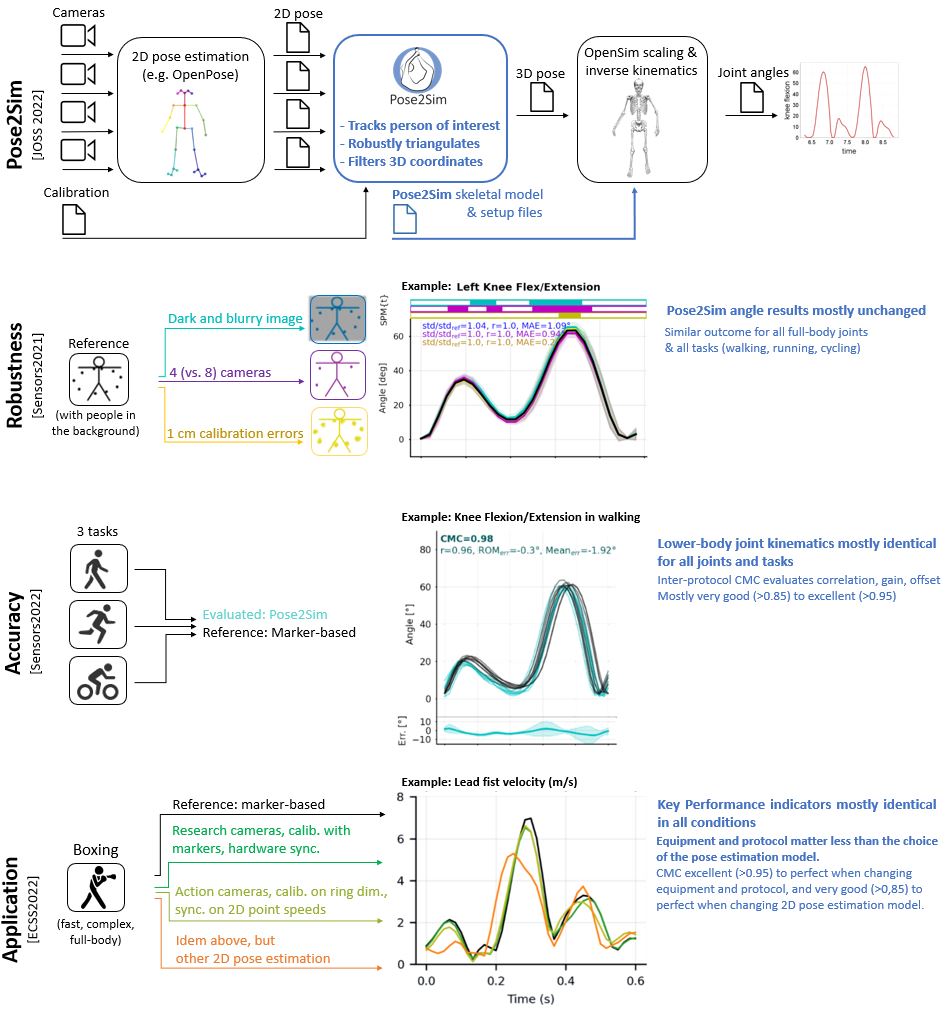 Cameras
2D pose
2D pose estimation
(e.g. OpenPose)
Pose2Sim
- Tracks person of interest
- Robustly triangulates
- Filters 3D coordinates
3D pose
OpenSim scaling &
inverse kinematics
Joint angles
knee flexion
60
50
40
30
20
10
0
6.5
7.0
7.5
8.0
8.5
time
Pose2Sim
[JOSS 2022]
Calibration
Pose2Sim skeletal model
& setup files
Robustness
[Sensors2021]
Reference
(with people in
the background)
Dark and blurry image
4 (vs. 8) cameras
1 cm calibration errors
Example: Left Knee Flex/Extension
SPM{t}
std/stdref=1.04, r=1.0, MAE=1.09°
std/stdref=1.0, r=1.0, MAE=0.94°
std/stdref=1.0, r=1.0, MAE=0.2
Angle [deg]
60
40
20
0
Pose2Sim angle results mostly unchanged
Similar outcome for all full-body joints
& all tasks (walking, running, cycling)
Accuracy
[Sensors2022]
3 tasks
Evaluated: Pose2Sim
Reference: Marker-based
Example: Knee Flexion/Extension in walking
CMC=0.98
r=0.96, ROMerr=-0.3°, Meanerr=-1.92°
Angle [°]
80
60
40
20
0
Err. [°]
10
0
−10
Lower-body joint kinematics mostly identical
for all joints and tasks
Inter-protocol CMC evaluates correlation, gain, offset
Mostly very good (>0.85) to excellent (>0.95)
Application
[ECSS2022]
Boxing
(fast, complex,
full-body)
Reference: marker-based
Research cameras, calib. with
markers, hardware sync.
Action cameras, calib. on ring dim.,
sync. on 2D point speeds
Idem above, but
other 2D pose estimation
Example: Lead fist velocity (m/s)
8
6
4
2
0
0.0
0.2
0.4
0.6
Time (s)
Key Performance indicators mostly identical
in all conditions
Equipment and protocol matter less than the choice
of the pose estimation model.
CMC excellent (>0.95) to perfect when changing
equipment and protocol, and very good (>0,85) to
perfect when changing 2D pose estimation model.